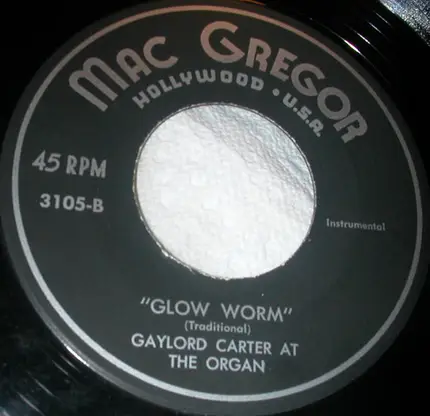 MAC GREGOR
HOLLYWOOD • U.S.A.
45 RPM
3105-B
Instrumental
"GLOW WORM"
(Traditional)
GAYLORD CARTER AT
THE ORGAN